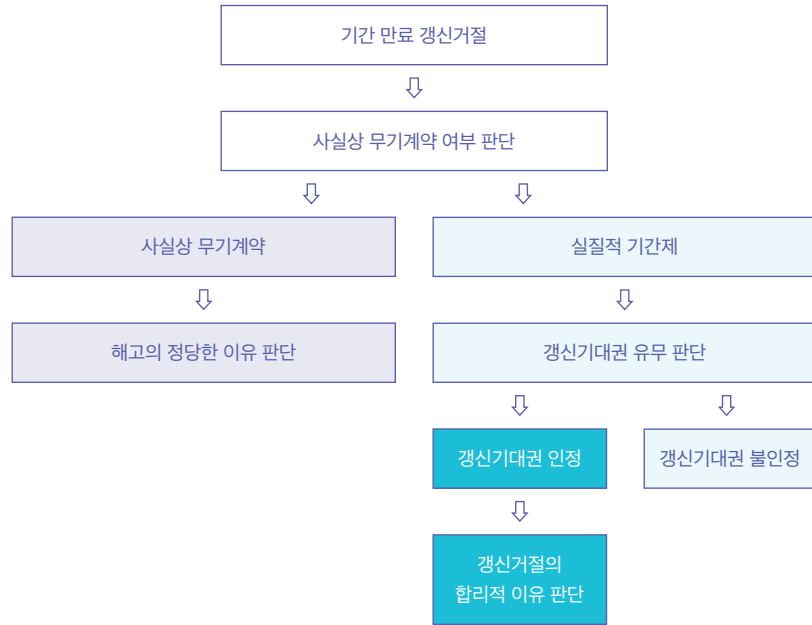 기간 만료 갱신거절
사실상 무기계약 여부 판단
사실상 무기계약
실질적 기간제
해고의 정당한 이유 판단
갱신기대권 유무 판단
갱신기대권 인정
갱신기대권 불인정
갱신거절의
합리적 이유 판단